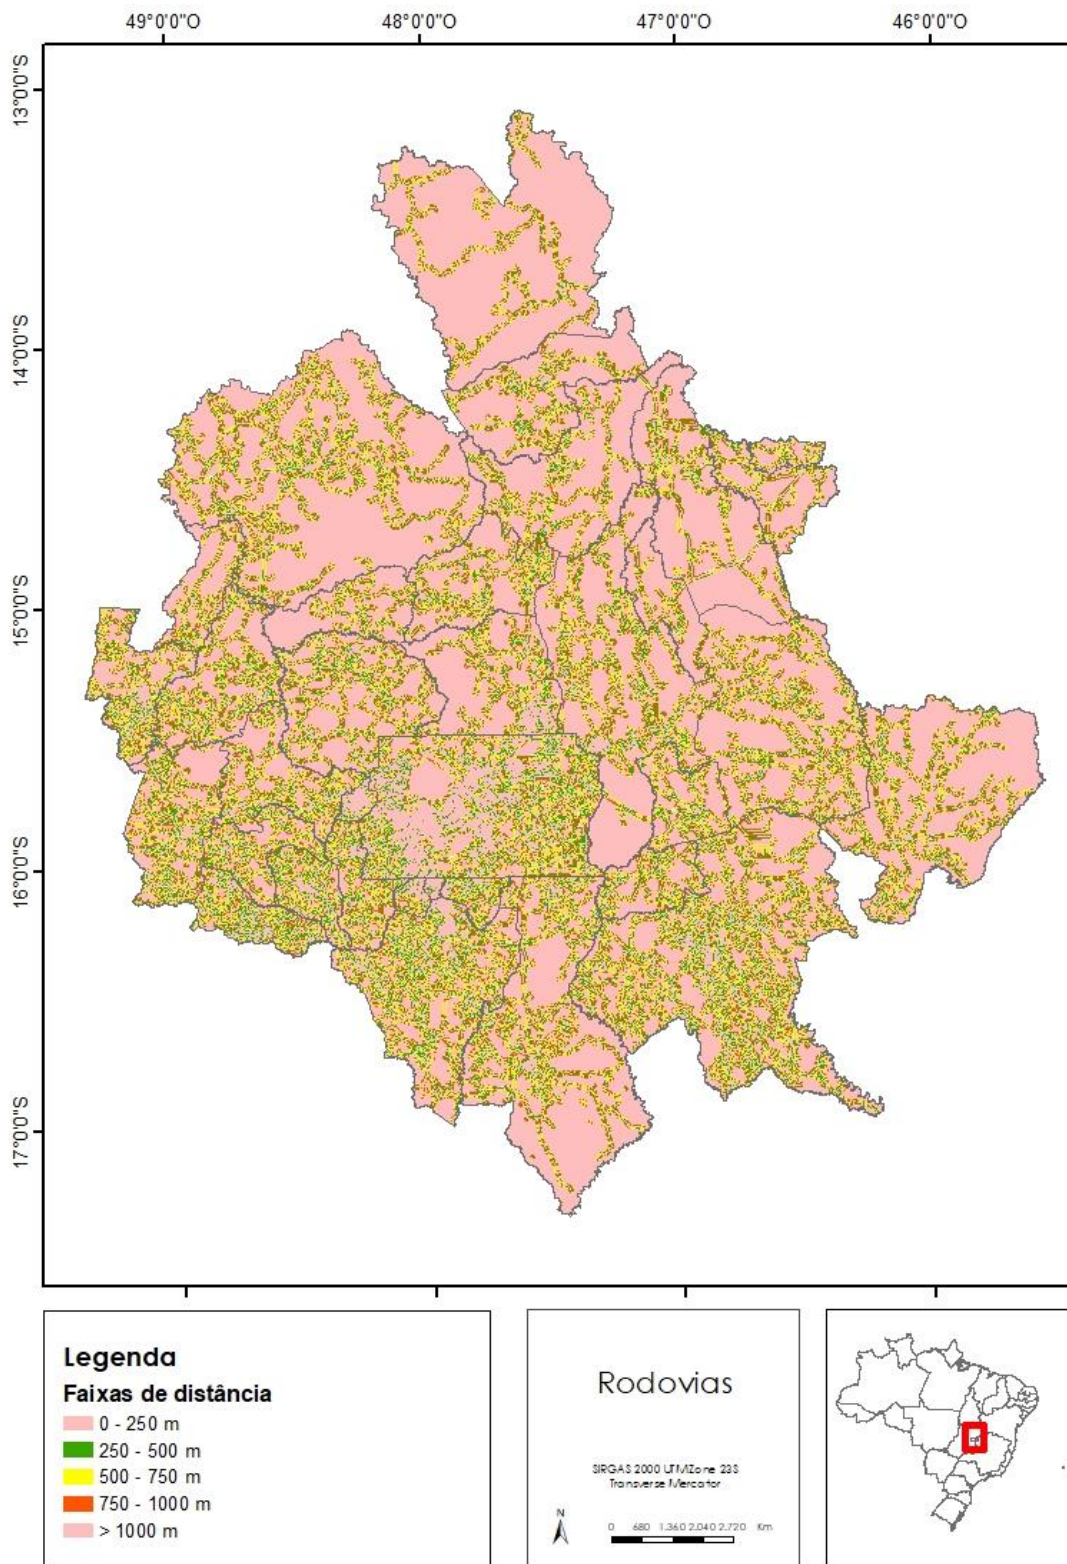 49°0'0"O 48°0'0"O 47°0'0"O 46°0'0"O
13°0'0"S
14°0'0"S
15°0'0"S
16°0'0"S
17°0'0"S
Legenda
Faixas de distância
0 - 250 m
250 - 500 m
500 - 750 m
750 - 1000 m
> 1000 m
Rodovias
SIRGAS 2000 UTMZone 23S
Transverse Mercator
N
0 680 1.360 2.040 2.720 Km